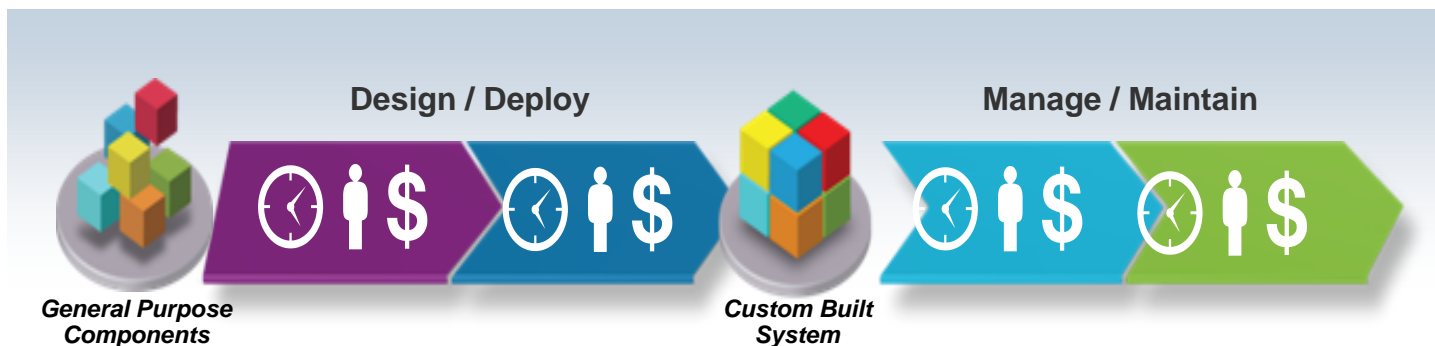 Design / Deploy
Manage / Maintain
$
$
$
$
General Purpose
Components
Custom Built
System